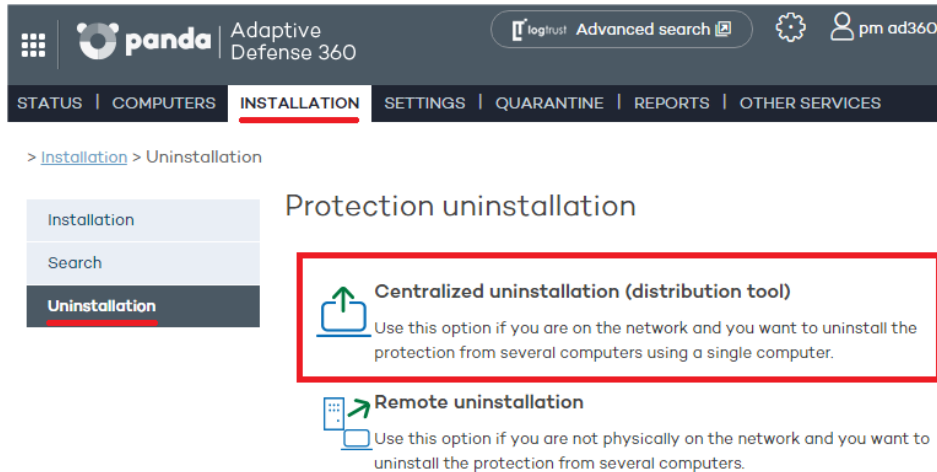 panda
Adaptive
Defense 360
logtrust Advanced search
pm ad360
STATUS | COMPUTERS INSTALLATION SETTINGS | QUARANTINE | REPORTS | OTHER SERVICES
> Installation > Uninstallation
Installation
Search
Uninstallation
Protection uninstallation
Centralized uninstallation (distribution tool)
Use this option if you are on the network and you want to uninstall the
protection from several computers using a single computer.
Remote uninstallation
Use this option if you are not physically on the network and you want to
uninstall the protection from several computers.